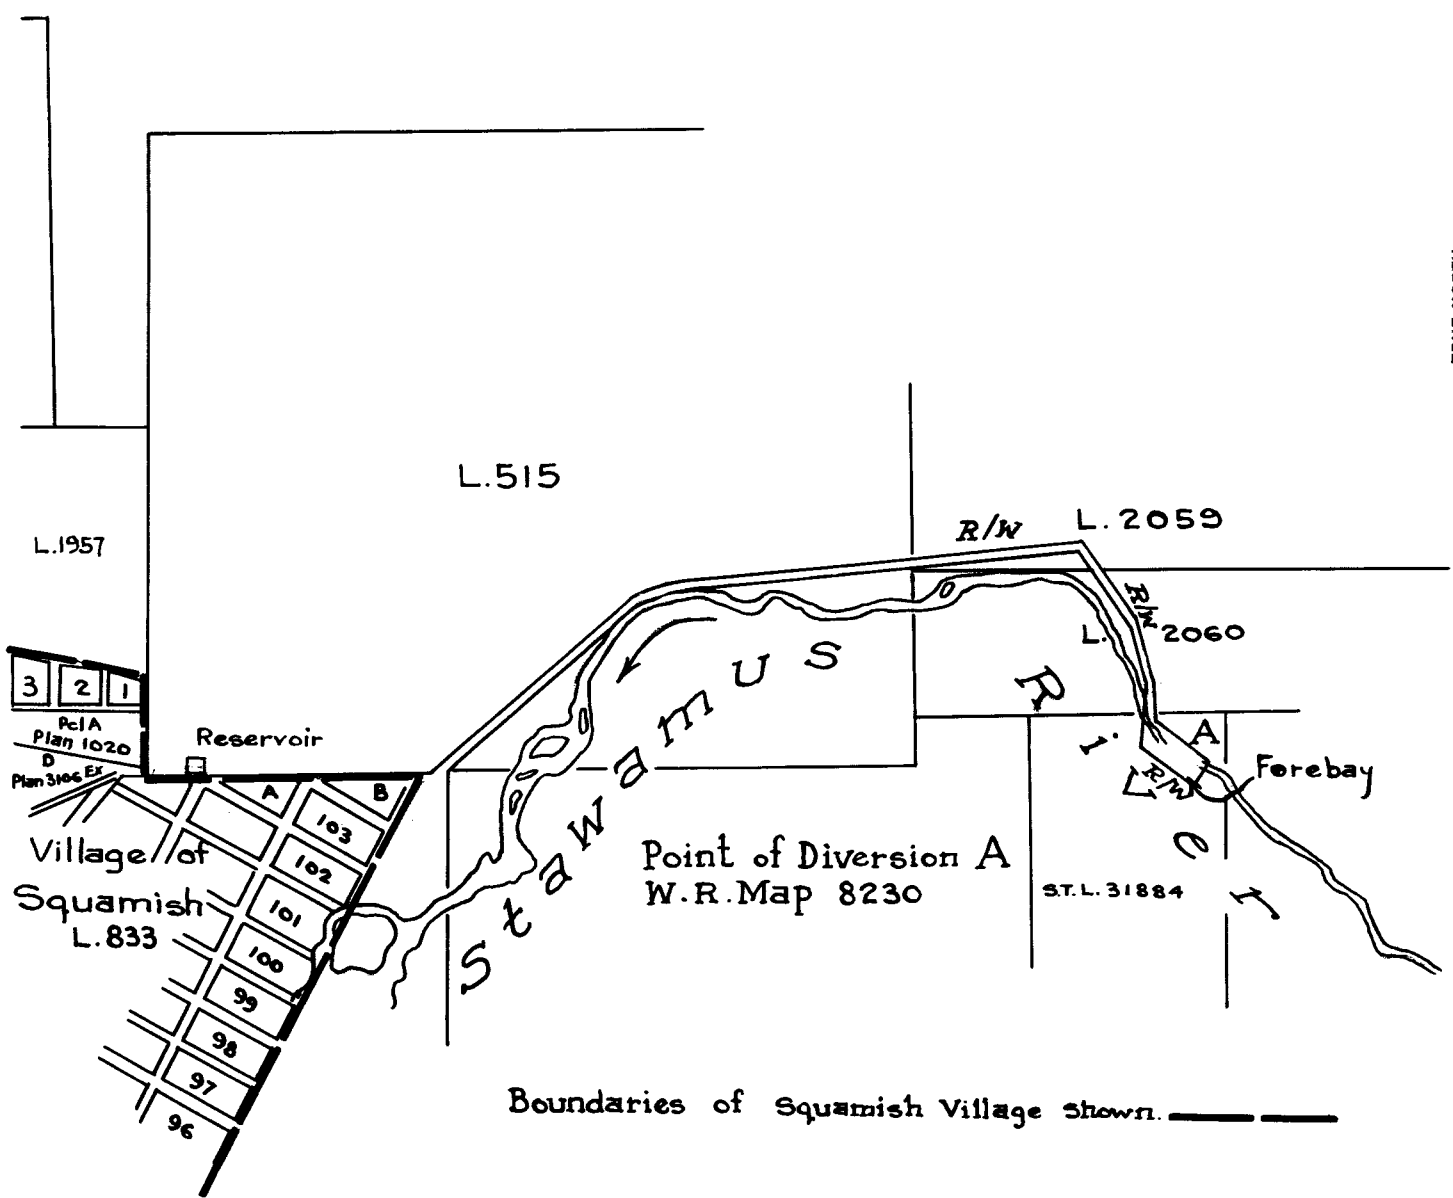 L.515
R/W
L. 2059
L.1957
R/W
L. 2060
3
2
1
Pcl A
Plan 1020
D
Plan 3106 Ex
Reservoir
A
B
103
102
101
100
99
98
97
96
Village of
Squamish
L.833
Stawamus River
A
R/W
Forebay
Point of Diversion A
W.R.Map 8230
S.T.L. 31884
Boundaries of Squamish Village shown.